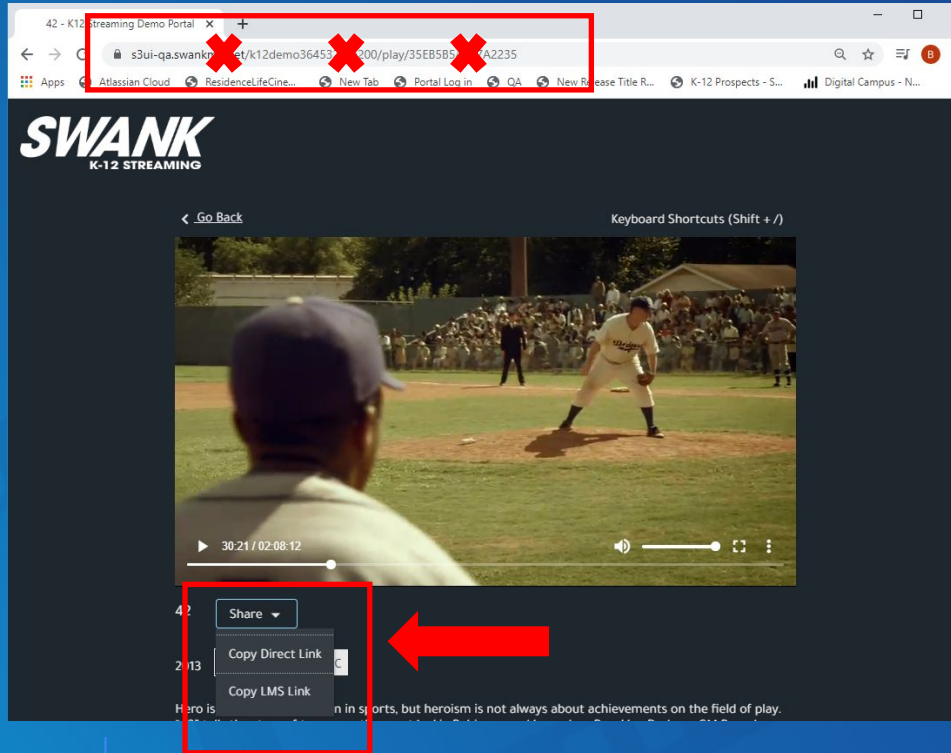 42 - K12 Streaming Demo Portal
s3ui-qa.swank et/k12demo3645 200/play/35EB5B5 7A2235
B
Apps Atlassian Cloud ResidenceLifeCine... New Tab Portal Log in QA New Release Title R... K-12 Prospects - S... Digital Campus - N...
SWANK
K-12 STREAMING
Go Back
Keyboard Shortcuts (Shift + /)
Dodgers
30:21 / 02:08:12
42
Share
Copy Direct Link
2013
C
Copy LMS Link
Hero is n in sports, but heroism is not always about achievements on the field of play.